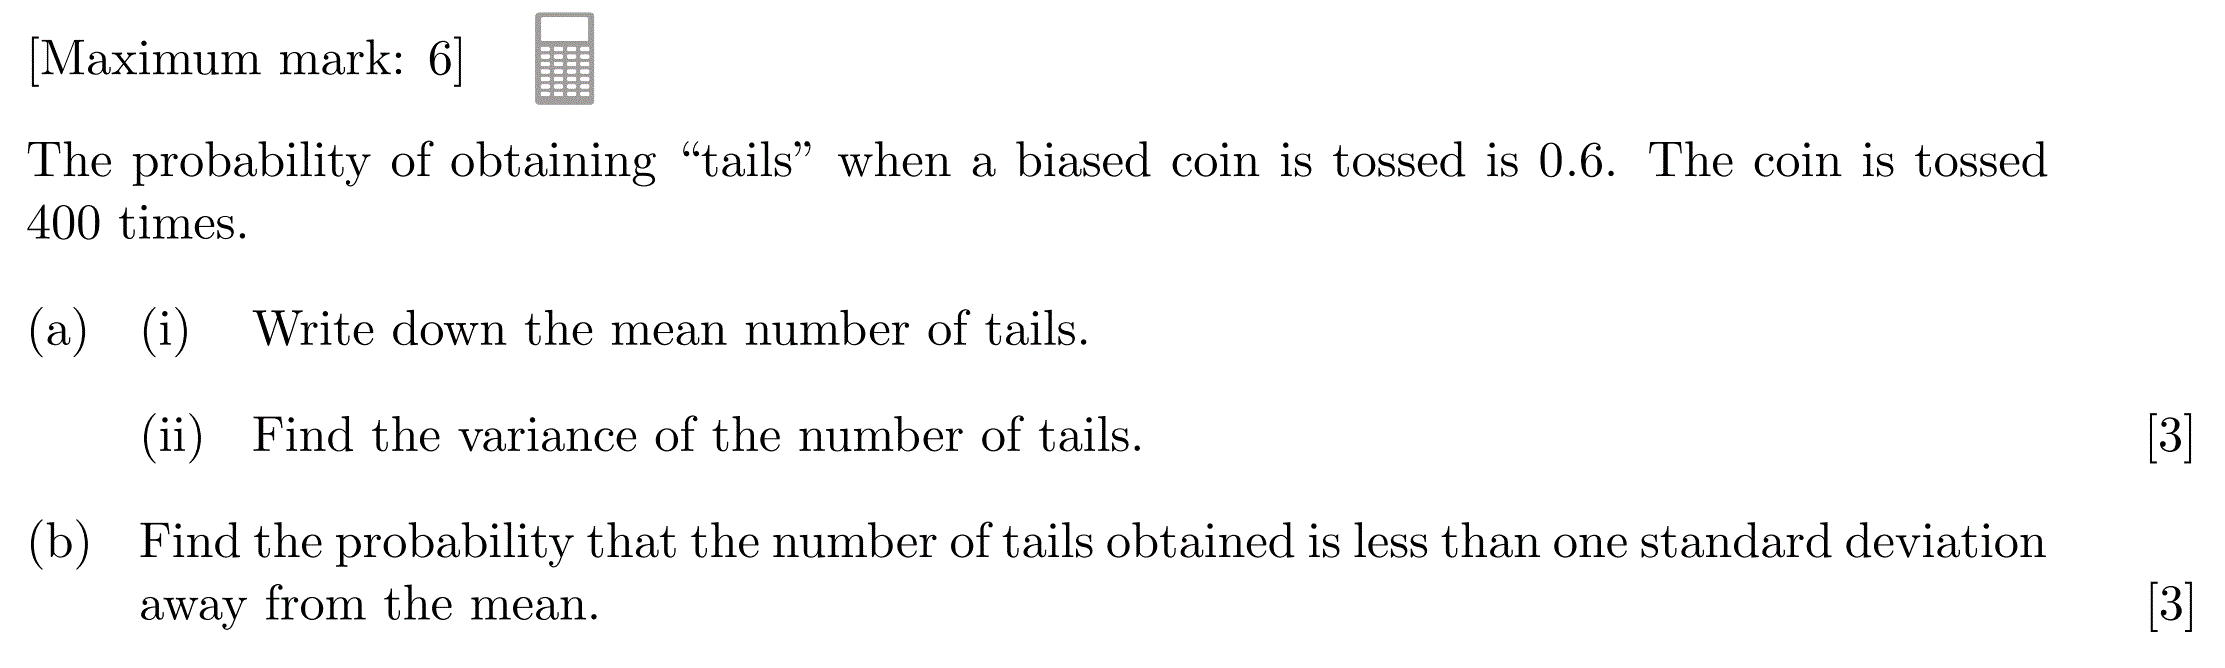 [Maximum mark: 6]
The probability of obtaining “tails” when a biased coin is tossed is 0.6. The coin is tossed
400 times.
(a) (i) Write down the mean number of tails.
(ii) Find the variance of the number of tails. [3]
(b) Find the probability that the number of tails obtained is less than one standard deviation
away from the mean. [3]